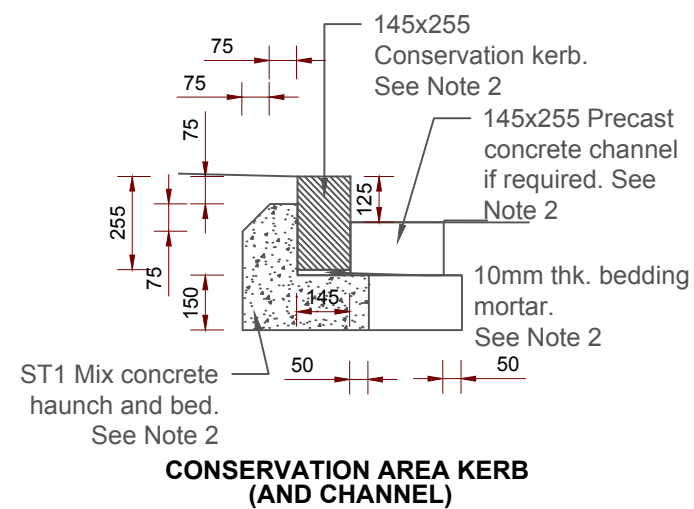 75
145x255
Conservation kerb.
See Note 2
75
75
145x255 Precast
concrete channel
if required. See
Note 2
125
255
75
150
145
10mm thk. bedding
mortar.
See Note 2
50
50
ST1 Mix concrete
haunch and bed.
See Note 2
CONSERVATION AREA KERB
(AND CHANNEL)